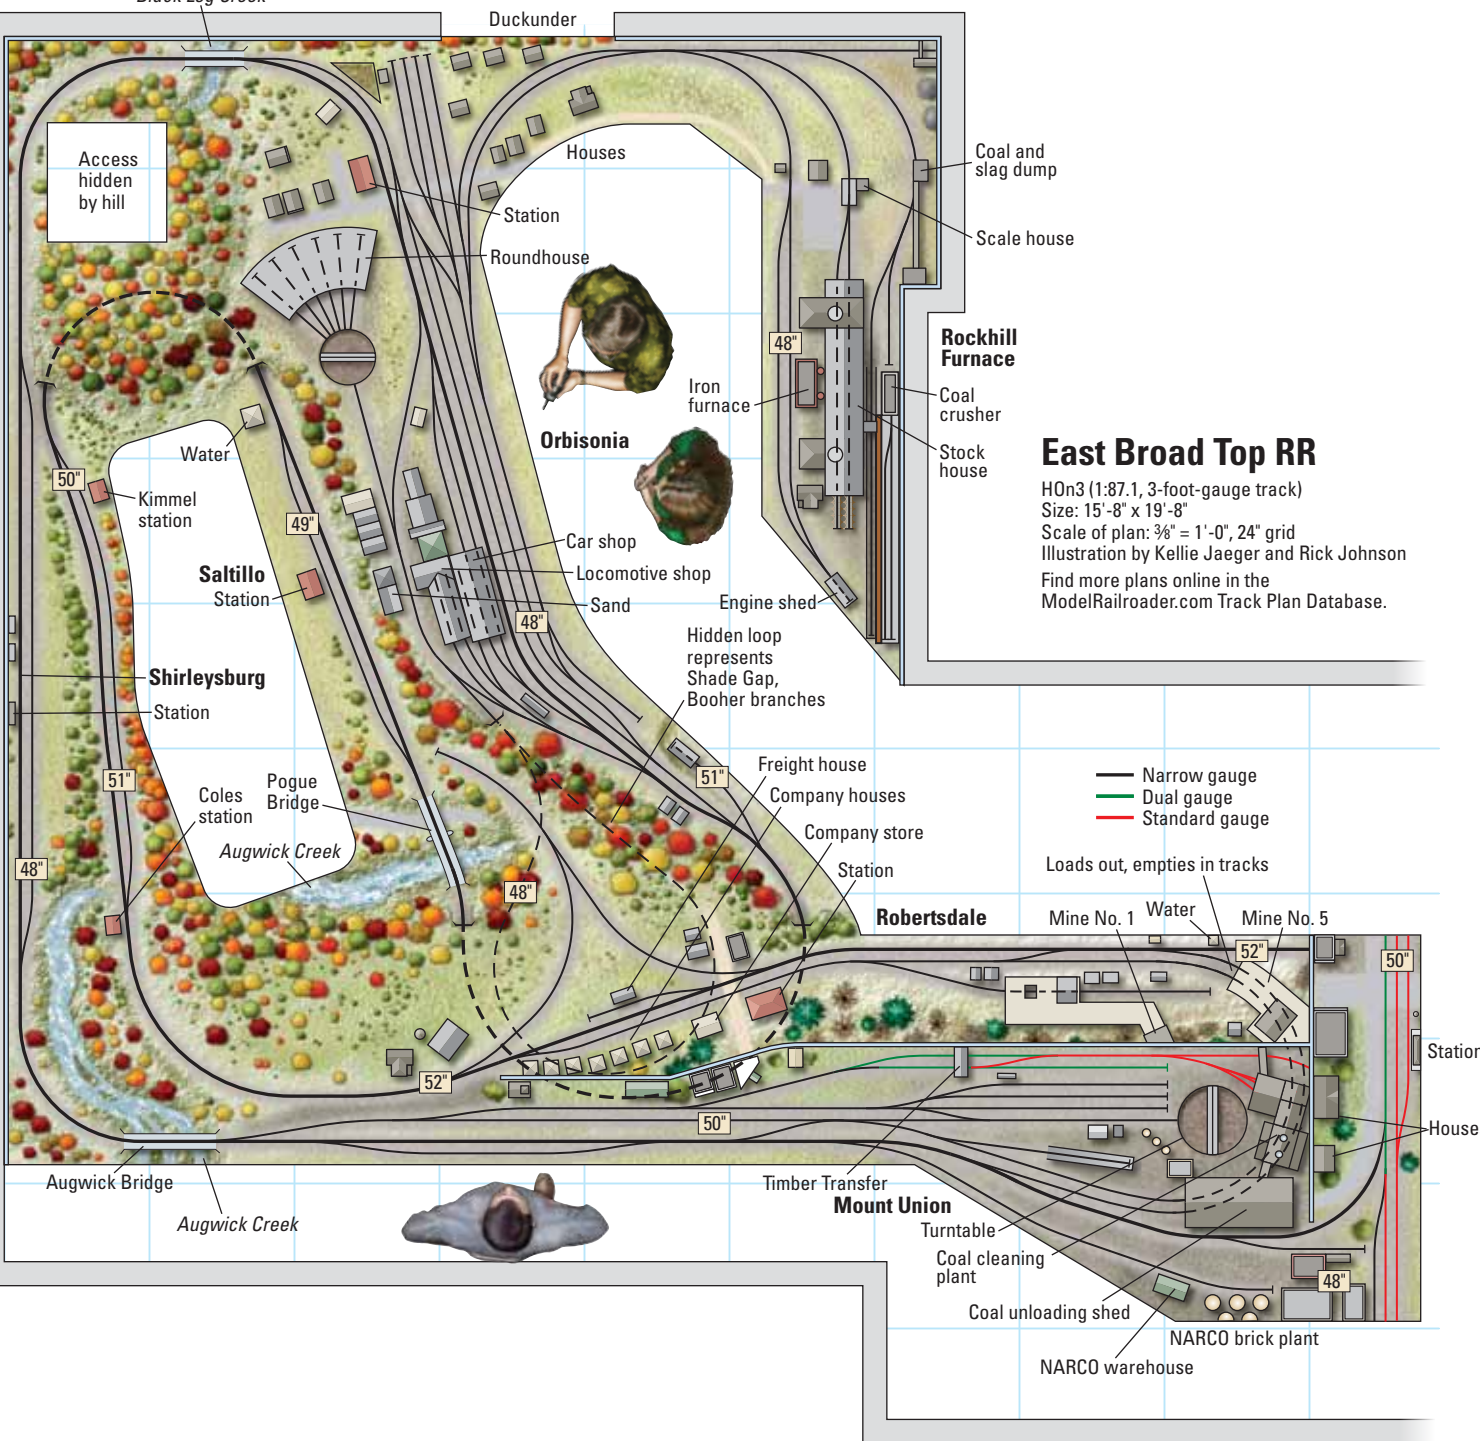 Black Log Creek
Duckunder
Access
hidden
by hill
Houses
Station
Roundhouse
Coal and
slag dump
Scale house
48"
Rockhill
Furnace
Iron
furnace
Coal
crusher
Stock
house
Orbisonia
Water
50"
Kimmel
station
49"
Saltillo
Station
Car shop
Locomotive shop
Sand
48"
Engine shed
East Broad Top RR
HOn3 (1:87.1, 3-foot-gauge track)
Size: 15'-8" x 19'-8"
Scale of plan: ⅜" = 1'-0", 24" grid
Illustration by Kellie Jaeger and Rick Johnson
Find more plans online in the
ModelRailroader.com Track Plan Database.
Hidden loop
represents
Shade Gap,
Booher branches
Shirleysburg
Station
51"
Coles
station
Pogue
Bridge
Augwick Creek
51"
Freight house
Company houses
Company store
Station
Narrow gauge
Dual gauge
Standard gauge
48"
48"
Loads out, empties in tracks
Robertsdale
Mine No. 1
Water
Mine No. 5
52"
50"
Station
52"
50"
House
Augwick Bridge
Augwick Creek
Timber Transfer
Mount Union
Turntable
Coal cleaning
plant
Coal unloading shed
48"
NARCO brick plant
NARCO warehouse